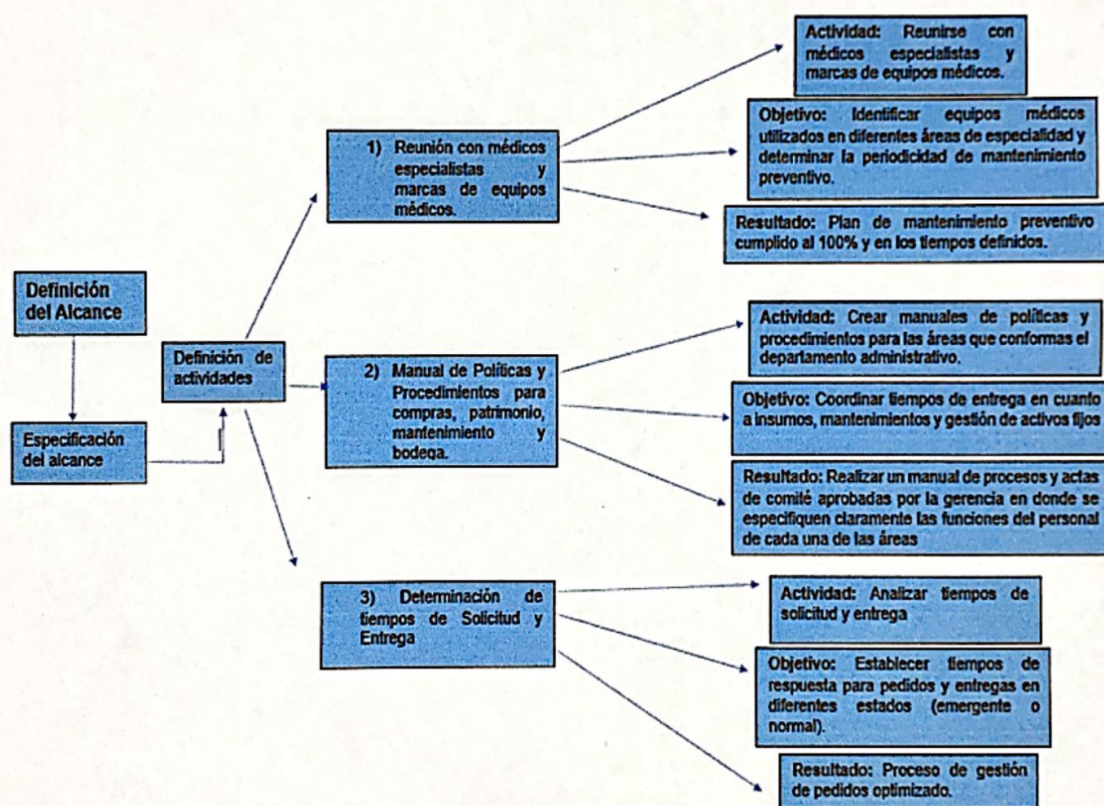 Definición
del Alcance
Especificación
del alcance
Definición de
actividades
1) Reunión con médicos
especialistas y
marcas de equipos
médicos.
Actividad: Reunirse con
médicos especialistas y
marcas de equipos médicos.
Objetivo: Identificar equipos médicos
utilizados en diferentes áreas de especialidad y
determinar la periodicidad de mantenimiento
preventivo.
Resultado: Plan de mantenimiento preventivo
cumplido al 100% y en los tiempos definidos.
2) Manual de Políticas y
Procedimientos para
compras, patrimonio,
mantenimiento y
bodega.
Actividad: Crear manuales de políticas y
procedimientos para las áreas que conformas el
departamento administrativo.
Objetivo: Coordinar tiempos de entrega en cuanto
a insumos, mantenimientos y gestión de activos fijos
Resultado: Realizar un manual de procesos y actas
de comité aprobadas por la gerencia en donde se
especifiquen claramente las funciones del personal
de cada una de las áreas
3) Determinación de
tiempos de Solicitud y
Entrega
Actividad: Analizar tiempos de
solicitud y entrega
Objetivo: Establecer tiempos de
respuesta para pedidos y entregas en
diferentes estados (emergente o
normal).
Resultado: Proceso de gestión
de pedidos optimizado.